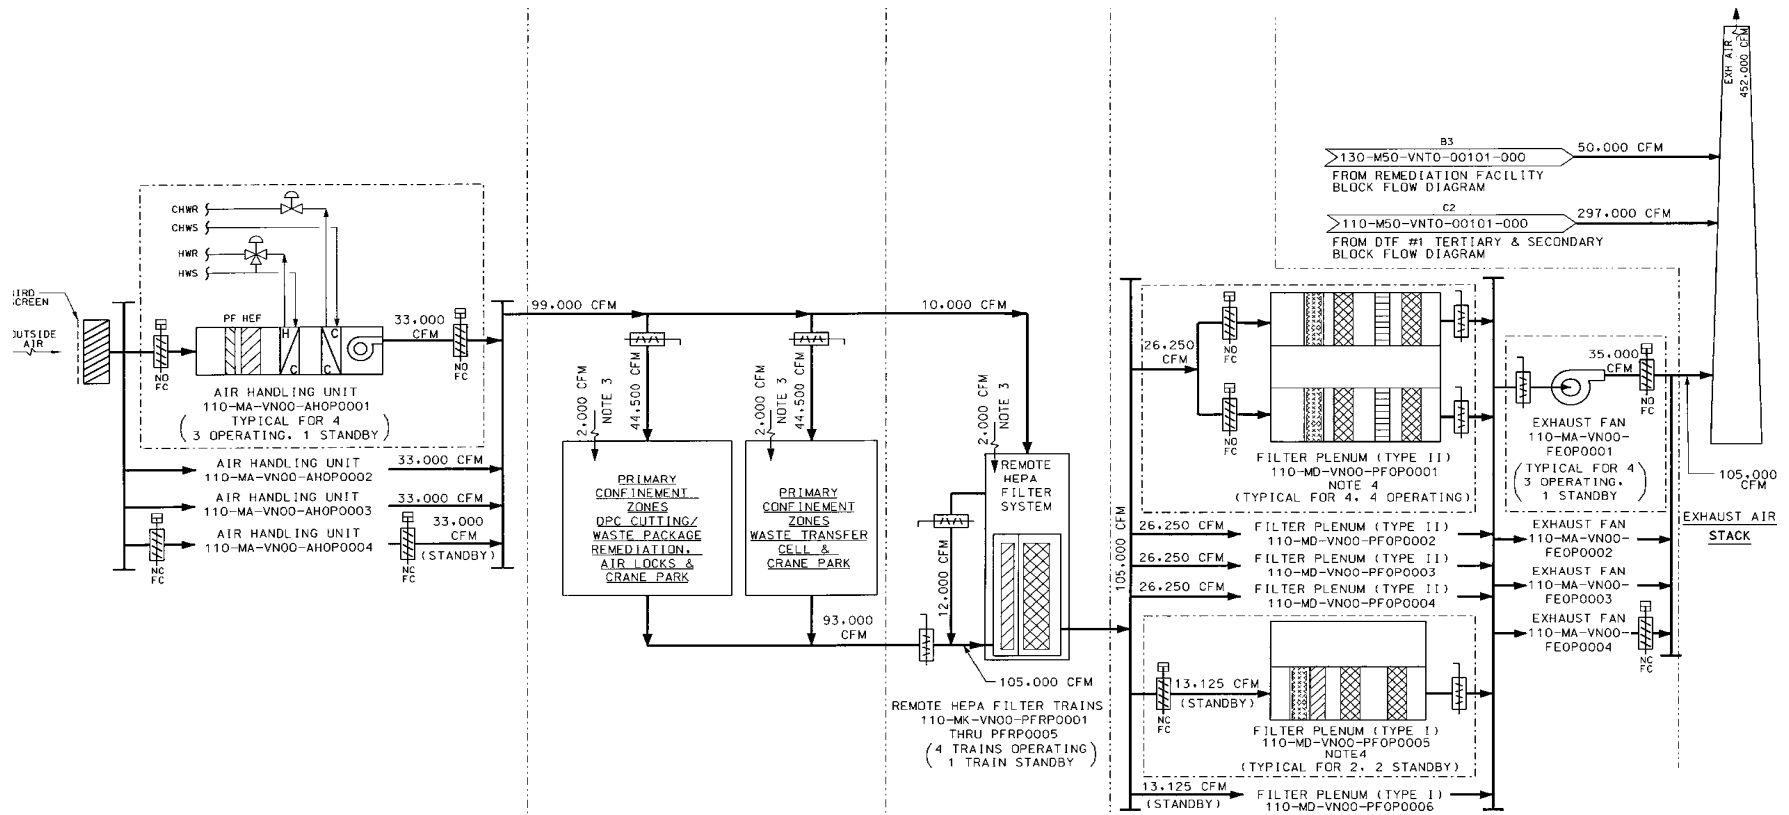 EXH AIR
452.000 CFM
B3
130-M50-VNT0-00101-000
50.000 CFM
FROM REMEDIATION FACILITY
BLOCK FLOW DIAGRAM
C2
110-M50-VNT0-00101-000
297.000 CFM
FROM DTF #1 TERTIARY & SECONDARY
BLOCK FLOW DIAGRAM
CHWR
CHWS
HWR
HWS
SCREEN
OUTSIDE
AIR
PF HEF
H
C
C
C
NO
FC
33.000
CFM
NO
FC
AIR HANDLING UNIT
110-MA-VN00-AHOP0001
TYPICAL FOR 4
(3 OPERATING. 1 STANDBY)
AIR HANDLING UNIT
110-MA-VN00-AHOP0002
33.000 CFM
AIR HANDLING UNIT
110-MA-VN00-AHOP0003
33.000 CFM
AIR HANDLING UNIT
110-MA-VN00-AHOP0004
33.000
CFM
(STANDBY)
NC
FC
NC
FC
99.000 CFM
10.000 CFM
2.000 CFM
NOTE 3
44,500 CFM
2.000 CFM
NOTE 3
44,500 CFM
2.000 CFM
NOTE 3
PRIMARY
CONFINEMENT
ZONES
DPC CUTTING/
WASTE PACKAGE
REMEDIATION.
AIR LOCKS &
CRANE PARK
PRIMARY
CONFINEMENT
ZONES
WASTE TRANSFER
CELL &
CRANE PARK
REMOTE
HEPA
FILTER
SYSTEM
12.000 CFM
93.000
CFM
105.000 CFM
REMOTE HEPA FILTER TRAINS
110-MK-VN00-PFRP0001
THRU PFRP0005
(4 TRAINS OPERATING)
1 TRAIN STANDBY
105.000 CFM
26.250
CFM
NO
FC
NO
FC
FILTER PLENUM (TYPE II)
110-MD-VN00-PFOP0001
NOTE 4
(TYPICAL FOR 4. 4 OPERATING)
26.250 CFM
FILTER PLENUM (TYPE II)
110-MD-VN00-PFOP0002
26.250 CFM
FILTER PLENUM (TYPE II)
110-MD-VN00-PFOP0003
26.250 CFM
FILTER PLENUM (TYPE II)
110-MD-VN00-PFOP0004
13.125 CFM
(STANDBY)
NC
FC
FILTER PLENUM (TYPE I)
110-MD-VN00-PFOP0005
NOTE4
(TYPICAL FOR 2. 2 STANDBY)
13.125 CFM
(STANDBY)
FILTER PLENUM (TYPE I)
110-MD-VN00-PFOP0006
35.000
CFM
NO
FC
EXHAUST FAN
110-MA-VN00-
FEOP0001
(TYPICAL FOR 4)
3 OPERATING.
1 STANDBY
EXHAUST FAN
110-MA-VN00-
FEOP0002
EXHAUST FAN
110-MA-VN00-
FEOP0003
EXHAUST FAN
110-MA-VN00-
FEOP0004
NC
FC
105.000
CFM
EXHAUST AIR
STACK